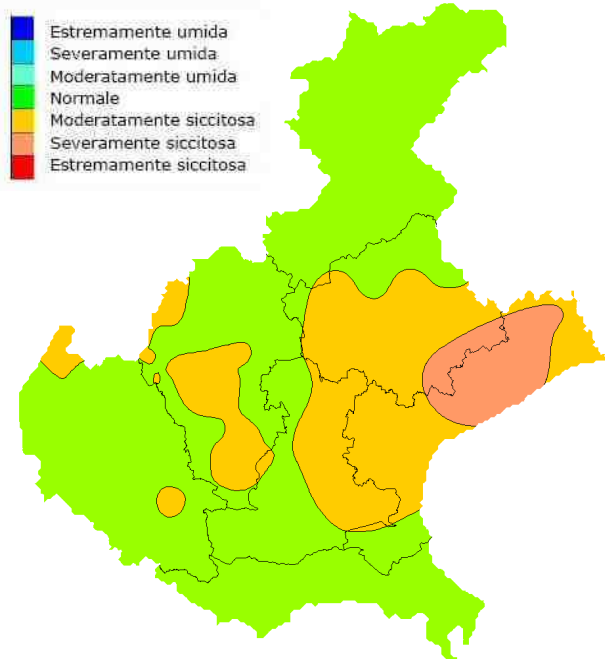 Estremamente umida
Severamente umida
Moderatamente umida
Normale
Moderatamente siccitosa
Severamente siccitosa
Estremamente siccitosa